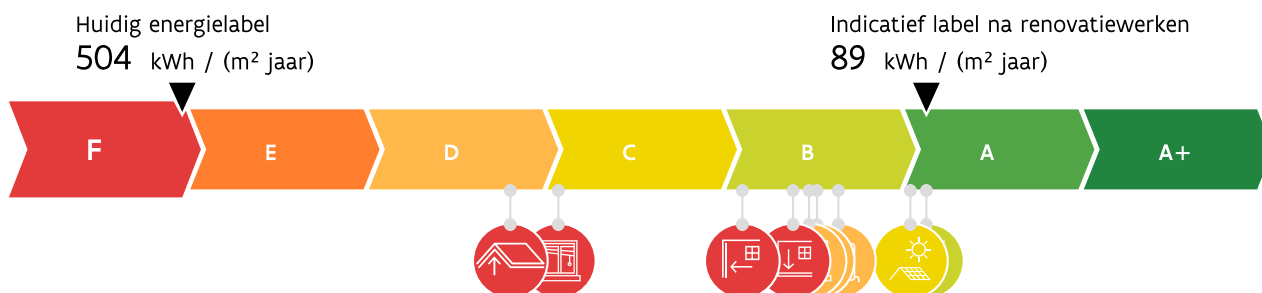 Huidig energielabel
504 kWh / (m² jaar)
Indicatief label na renovatiewerken
89 kWh / (m² jaar)
F E D C B A A+